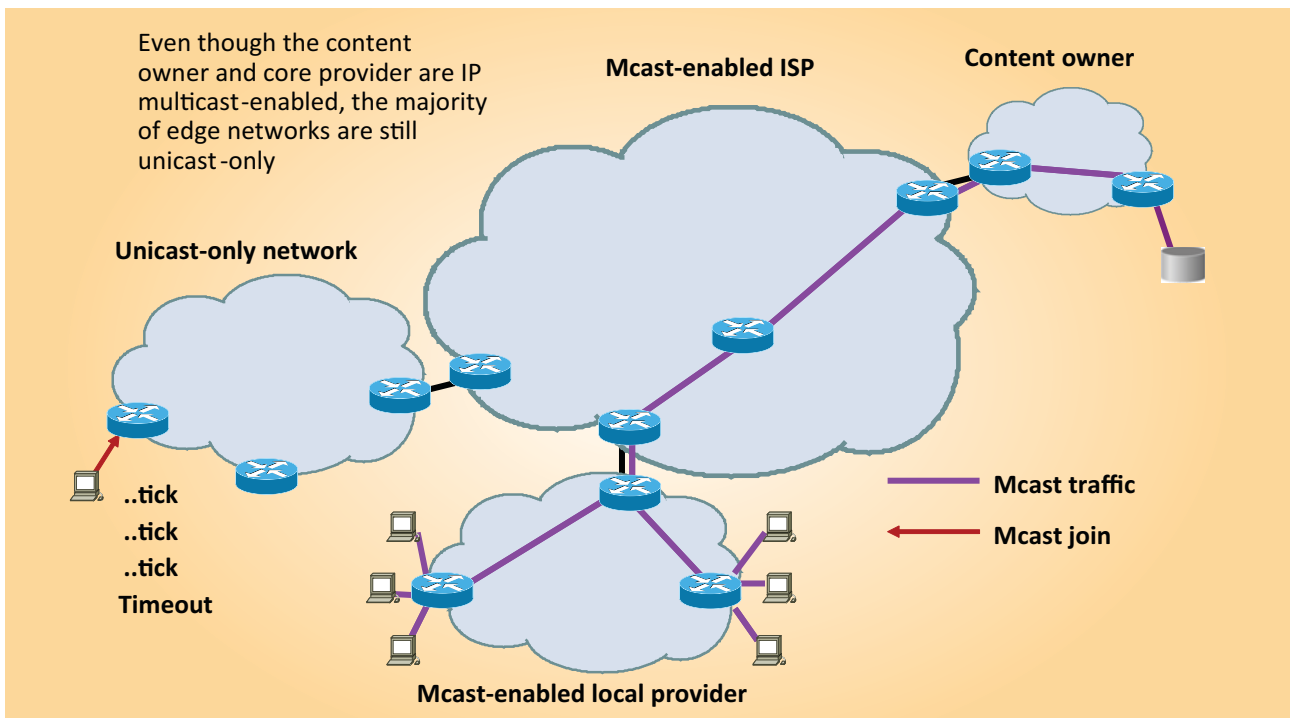 Even though the content
owner and core provider are IP
multicast-enabled, the majority
of edge networks are still
unicast-only
Mcast-enabled ISP
Content owner
Unicast-only network
..tick
..tick
..tick
Timeout
Mcast traffic
Mcast join
Mcast-enabled local provider